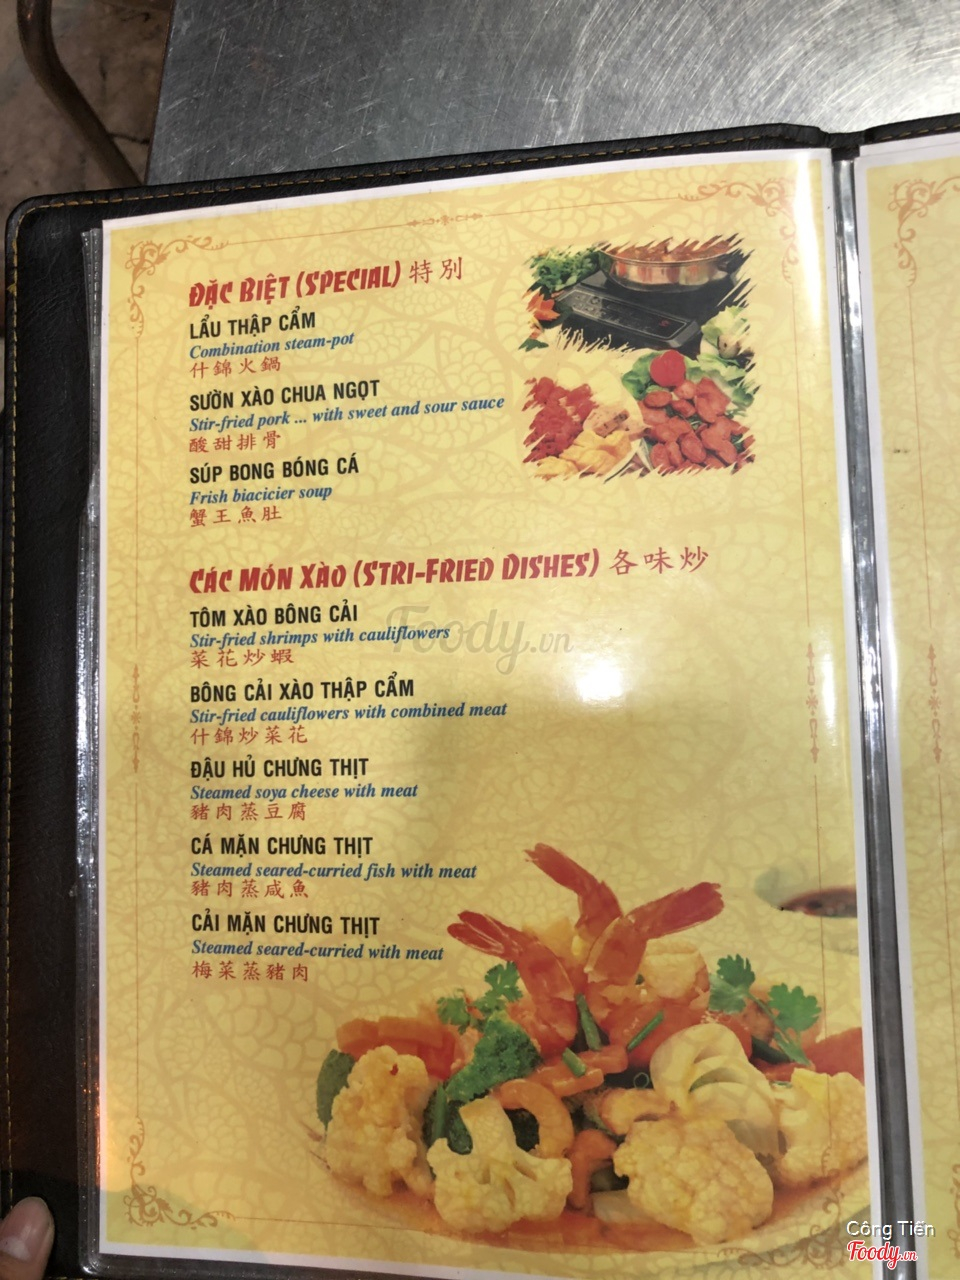 ĐẶC BIỆT (SPECIAL) 特別
LẨU THẬP CẨM
Combination steam-pot
什錦火鍋
SƯỜN XÀO CHUA NGỌT
Stir-fried pork ... with sweet and sour sauce
酸甜排骨
SÚP BONG BÓNG CÁ
Frish biacicier soup
蟹王魚肚
CÁC MÓN XÀO (STRI-FRIED DISHES) 各味炒
TÔM XÀO BÔNG CẢI
Stir-fried shrimps with cauliflowers
菜花炒蝦
Foody.vn
BÔNG CẢI XÀO THẬP CẨM
Stir-fried cauliflowers with combined meat
什錦炒菜花
ĐẬU HỦ CHƯNG THỊT
Steamed soya cheese with meat
豬肉蒸豆腐
CÁ MẶN CHƯNG THỊT
Steamed seared-curried fish with meat
豬肉蒸咸魚
CẢI MẶN CHƯNG THỊT
Steamed seared-curried with meat
梅菜蒸豬肉
Công Tiến
Foody.vn